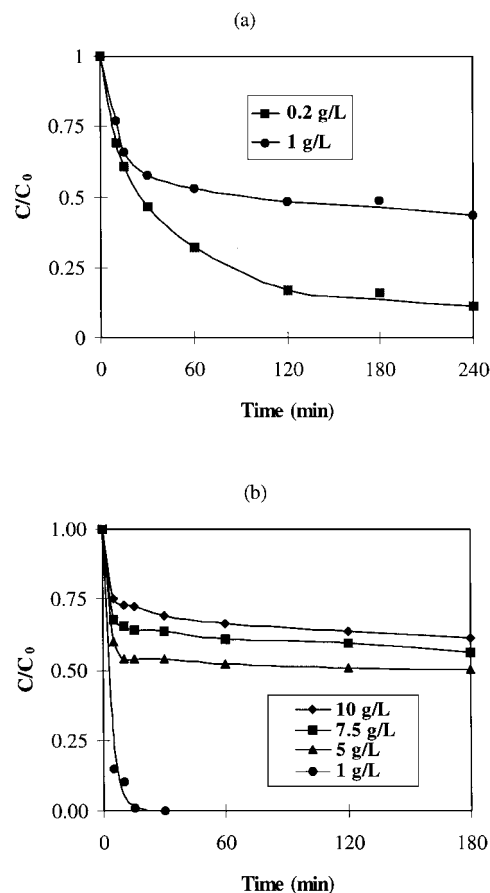 (a)
1
0.75
0.5
0.25
0
C/C0
0.2 g/L
1 g/L
0 60 120 180 240
Time (min)
(b)
1.00
0.75
0.50
0.25
0.00
C/C0
10 g/L
7.5 g/L
5 g/L
1 g/L
0 60 120 180
Time (min)